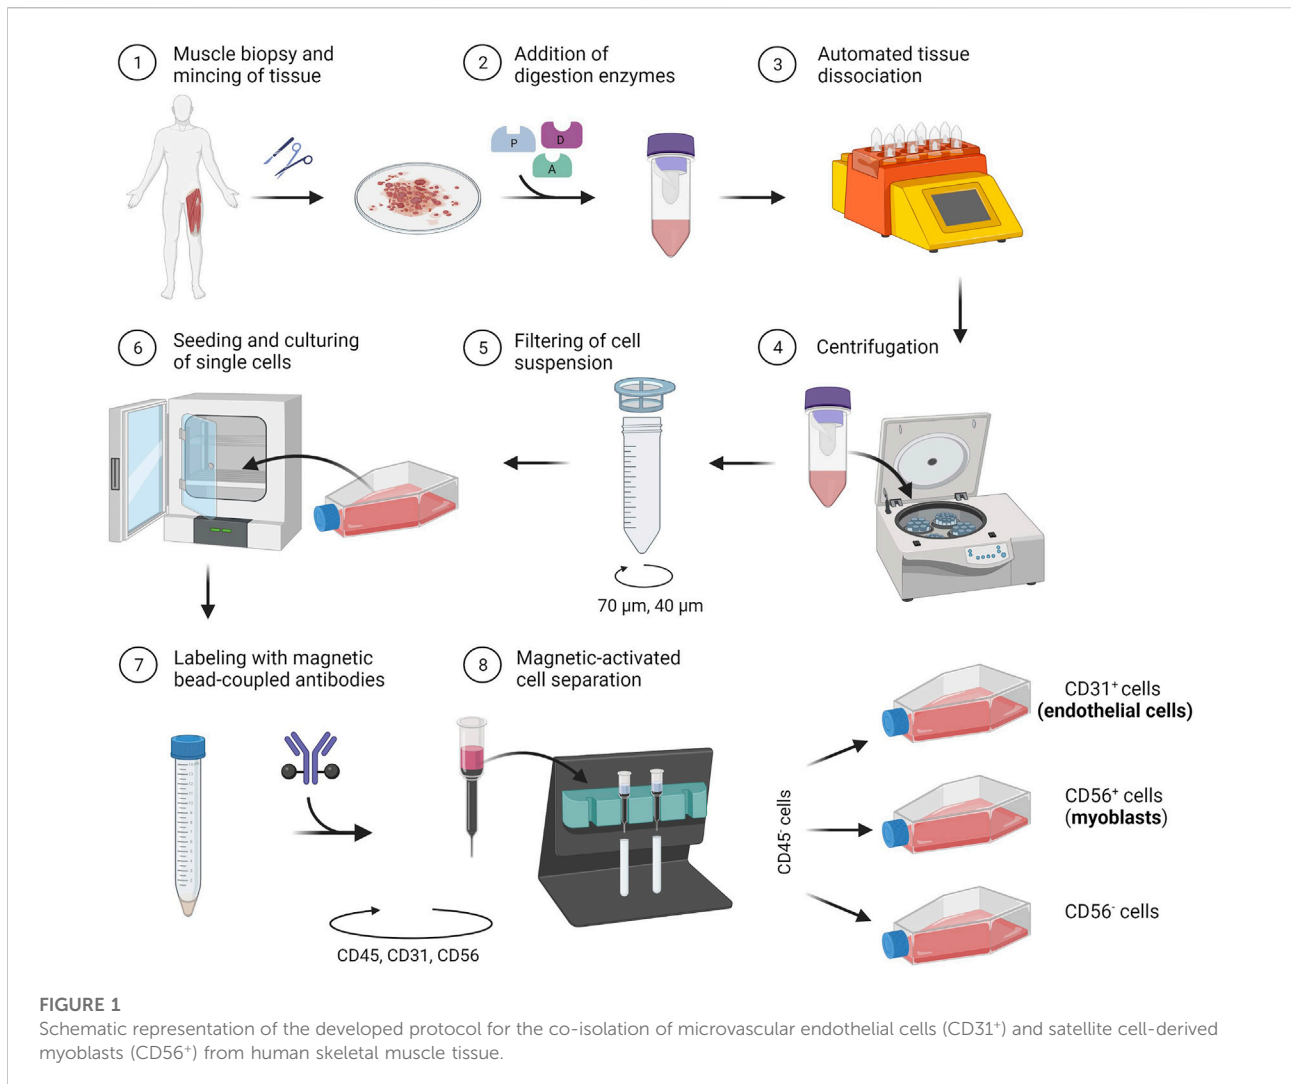 1
Muscle biopsy and
mincing of tissue
2
Addition of
digestion enzymes
P
D
A
3
Automated tissue
dissociation
6
Seeding and culturing
of single cells
5
Filtering of cell
suspension
4
Centrifugation
70 µm, 40 µm
7
Labeling with magnetic
bead-coupled antibodies
8
Magnetic-activated
cell separation
CD45, CD31, CD56
CD45⁻ cells
CD31⁺ cells
(endothelial cells)
CD56⁺ cells
(myoblasts)
CD56⁻ cells
FIGURE 1
Schematic representation of the developed protocol for the co-isolation of microvascular endothelial cells (CD31⁺) and satellite cell-derived
myoblasts (CD56⁺) from human skeletal muscle tissue.